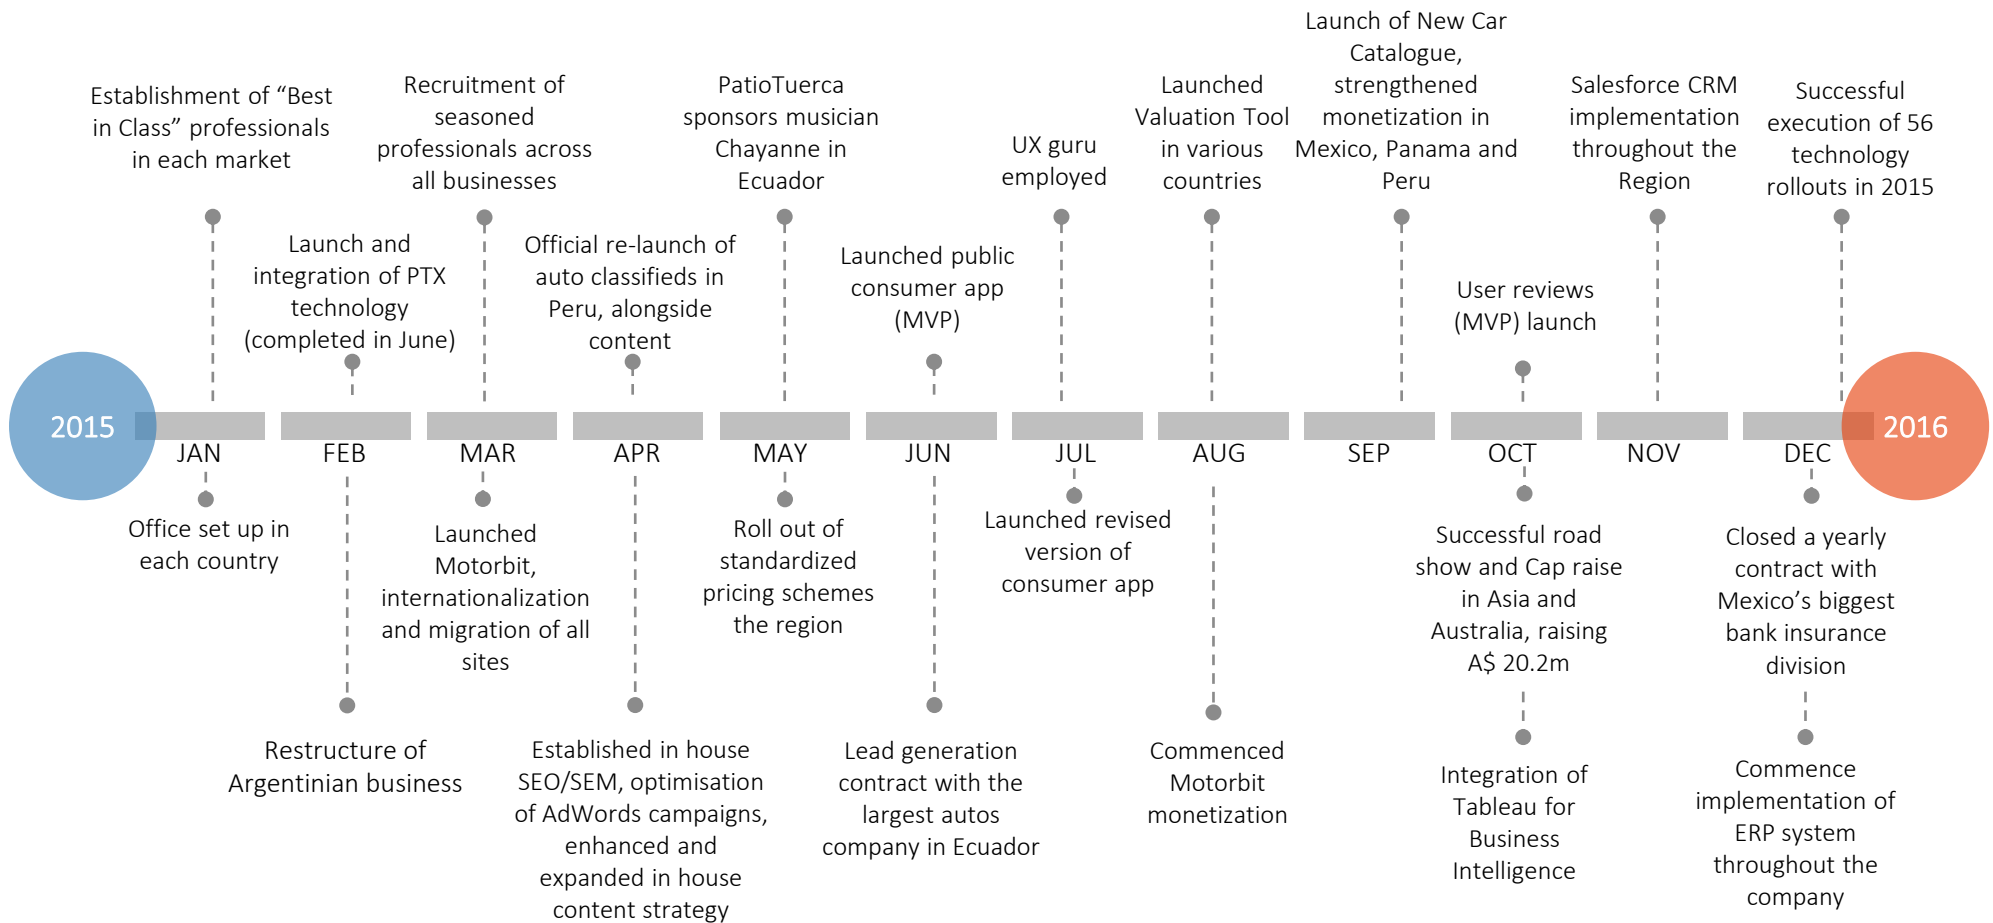 Establishment of “Best
in Class” professionals
in each market
Launch and
integration of PTX
technology
(completed in June)
Recruitment of
seasoned
professionals across
all businesses
Official re-launch of
auto classifieds in
Peru, alongside
content
PatioTuerca
sponsors musician
Chayanne in
Ecuador
Launched public
consumer app
(MVP)
UX guru
employed
Launched
Valuation Tool
in various
countries
Launch of New Car
Catalogue,
strengthened
monetization in
Mexico, Panama and
Peru
User reviews
(MVP) launch
Salesforce CRM
implementation
throughout the
Region
Successful
execution of 56
technology
rollouts in 2015
2015
JAN
FEB
MAR
APR
MAY
JUN
JUL
AUG
SEP
OCT
NOV
DEC
2016
Office set up in
each country
Restructure of
Argentinian business
Launched
Motorbit,
internationalization
and migration of all
sites
Established in house
SEO/SEM, optimisation
of AdWords campaigns,
enhanced and
expanded in house
content strategy
Roll out of
standardized
pricing schemes
the region
Lead generation
contract with the
largest autos
company in Ecuador
Launched revised
version of
consumer app
Commenced
Motorbit
monetization
Successful road
show and Cap raise
in Asia and
Australia, raising
A$ 20.2m
Integration of
Tableau for
Business
Intelligence
Closed a yearly
contract with
Mexico’s biggest
bank insurance
division
Commence
implementation of
ERP system
throughout the
company